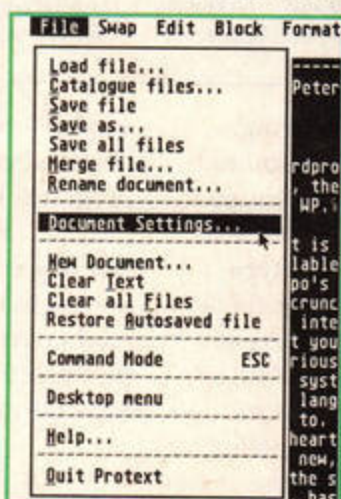 File Swap Edit Block Format
Load file...
Catalogue files...
Save file
Save as...
Save all files
Merge file...
Rename document...
Document Settings...
New Document...
Clear Text
Clear all Files
Restore Autosaved file
Command Mode ESC
Desktop menu
Help...
Quit Protext
Peter
rdpro
, the
WP.
t is
lable
po's
crunc
inte
t you
rious
syst
lang
to.
heart
new,
the s
has